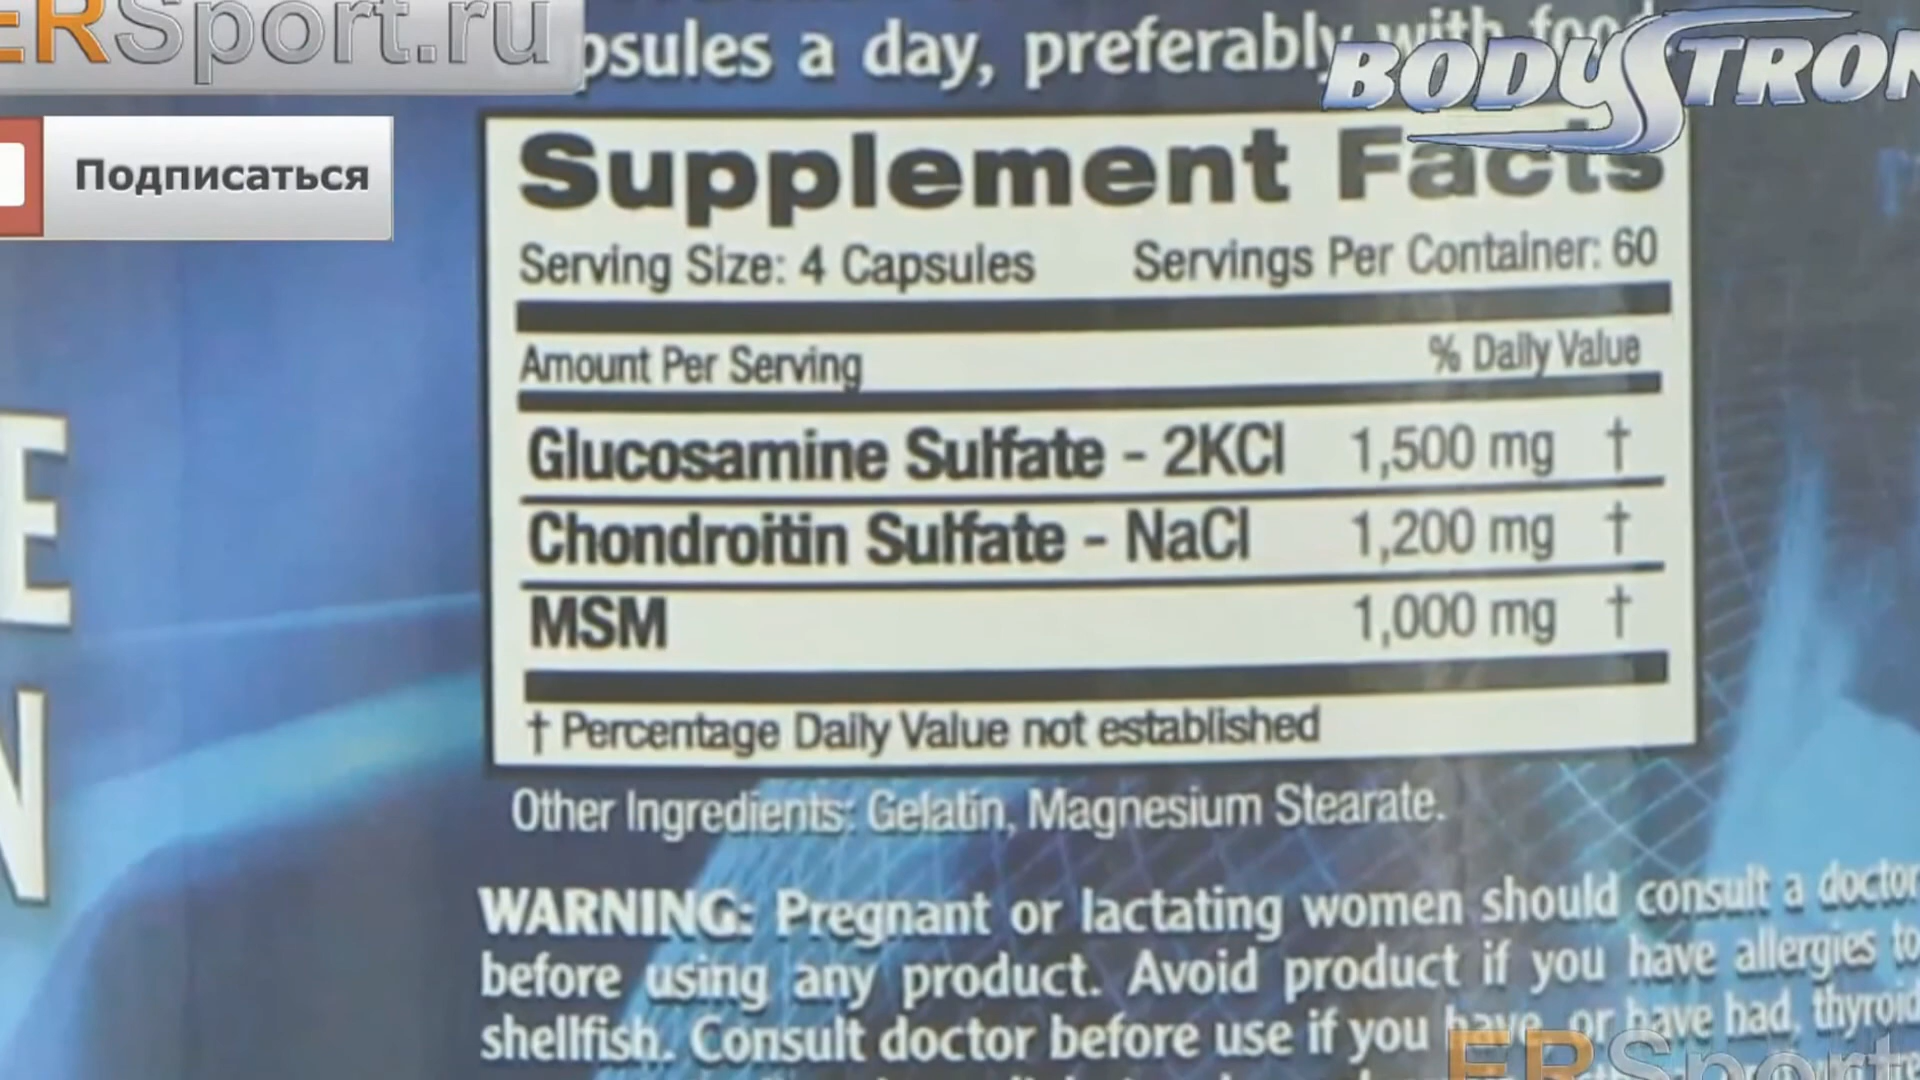 ERSport.ru
psules a day, preferably with food
BODYSTRON
Подписаться
Supplement Facts
Serving Size: 4 Capsules Servings Per Container: 60
Amount Per Serving % Daily Value
Glucosamine Sulfate - 2KCl 1,500 mg †
Chondroitin Sulfate - NaCl 1,200 mg †
MSM 1,000 mg †
† Percentage Daily Value not established
E
N
Other Ingredients: Gelatin, Magnesium Stearate.
WARNING: Pregnant or lactating women should consult a doctor
before using any product. Avoid product if you have allergies to
shellfish. Consult doctor before use if you have, or have had, thyroid
ERSport